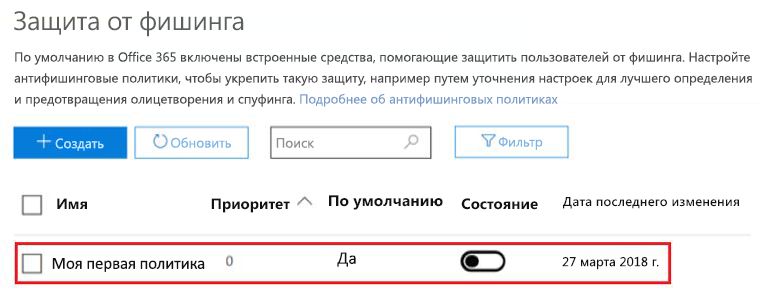 Защита от фишинга
По умолчанию в Office 365 включены встроенные средства, помогающие защитить пользователей от фишинга. Настройте
антифишинговые политики, чтобы укрепить такую защиту, например путем уточнения настроек для лучшего определения
и предотвращения олицетворения и спуфинга. Подробнее об антифишинговых политиках
Создать Обновить Поиск Фильтр
Имя Приоритет По умолчанию Состояние Дата последнего изменения
Моя первая политика 0 Да 27 марта 2018 г.